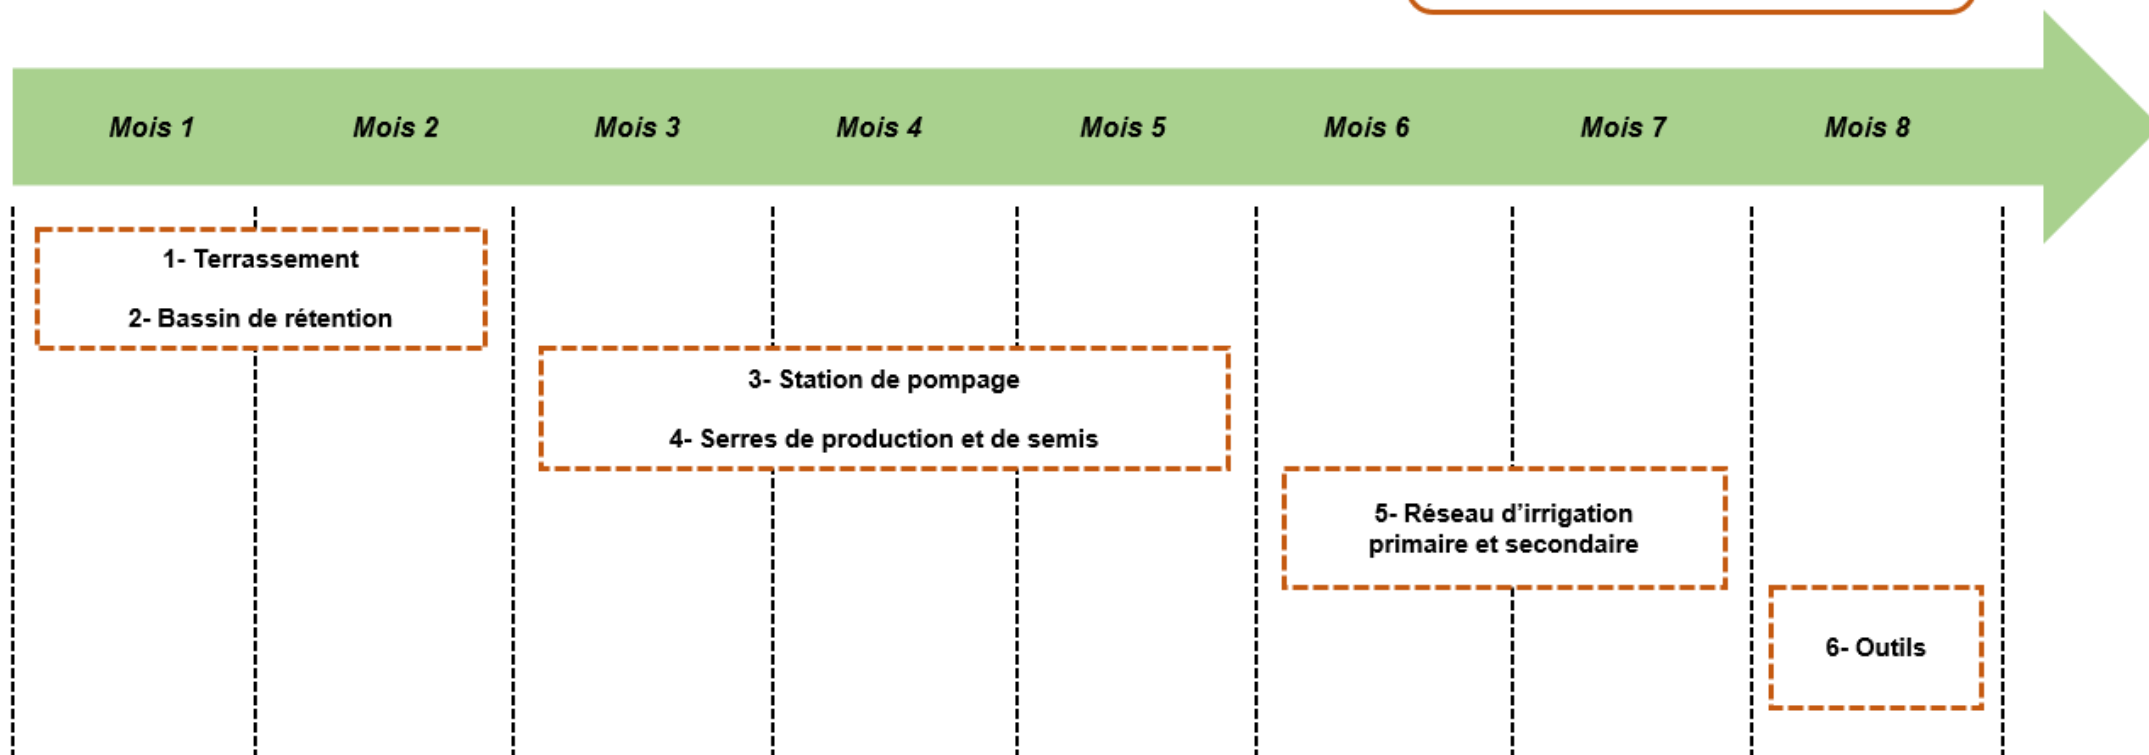 Mois 1 Mois 2 Mois 3 Mois 4 Mois 5 Mois 6 Mois 7 Mois 8
1- Terrassement
2- Bassin de rétention
3- Station de pompage
4- Serres de production et de semis
5- Réseau d’irrigation
primaire et secondaire
6- Outils